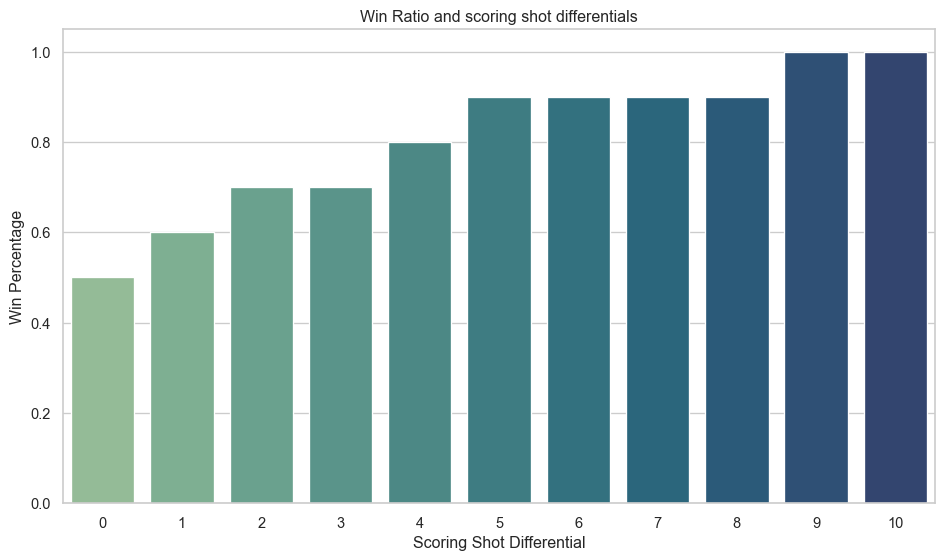 Win Ratio and scoring shot differentials
Win Percentage
1.0
0.8
0.6
0.4
0.2
0.0
0 1 2 3 4 5 6 7 8 9 10
Scoring Shot Differential